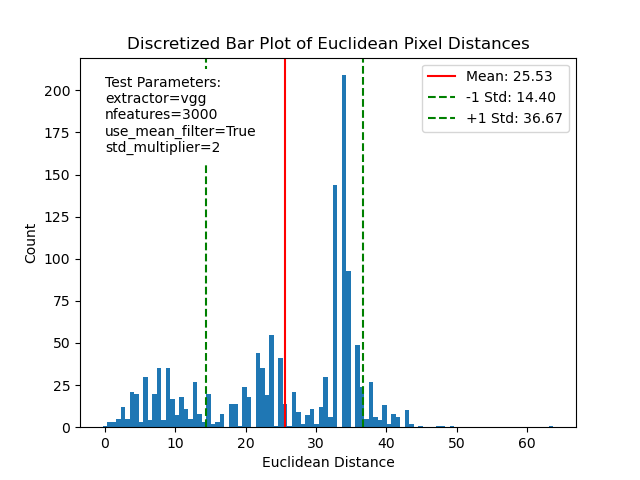 Discretized Bar Plot of Euclidean Pixel Distances
Test Parameters:
extractor=vgg
nfeatures=3000
use_mean_filter=True
std_multiplier=2
Mean: 25.53
-1 Std: 14.40
+1 Std: 36.67
Count
200
175
150
125
100
75
50
25
0
0 10 20 30 40 50 60
Euclidean Distance